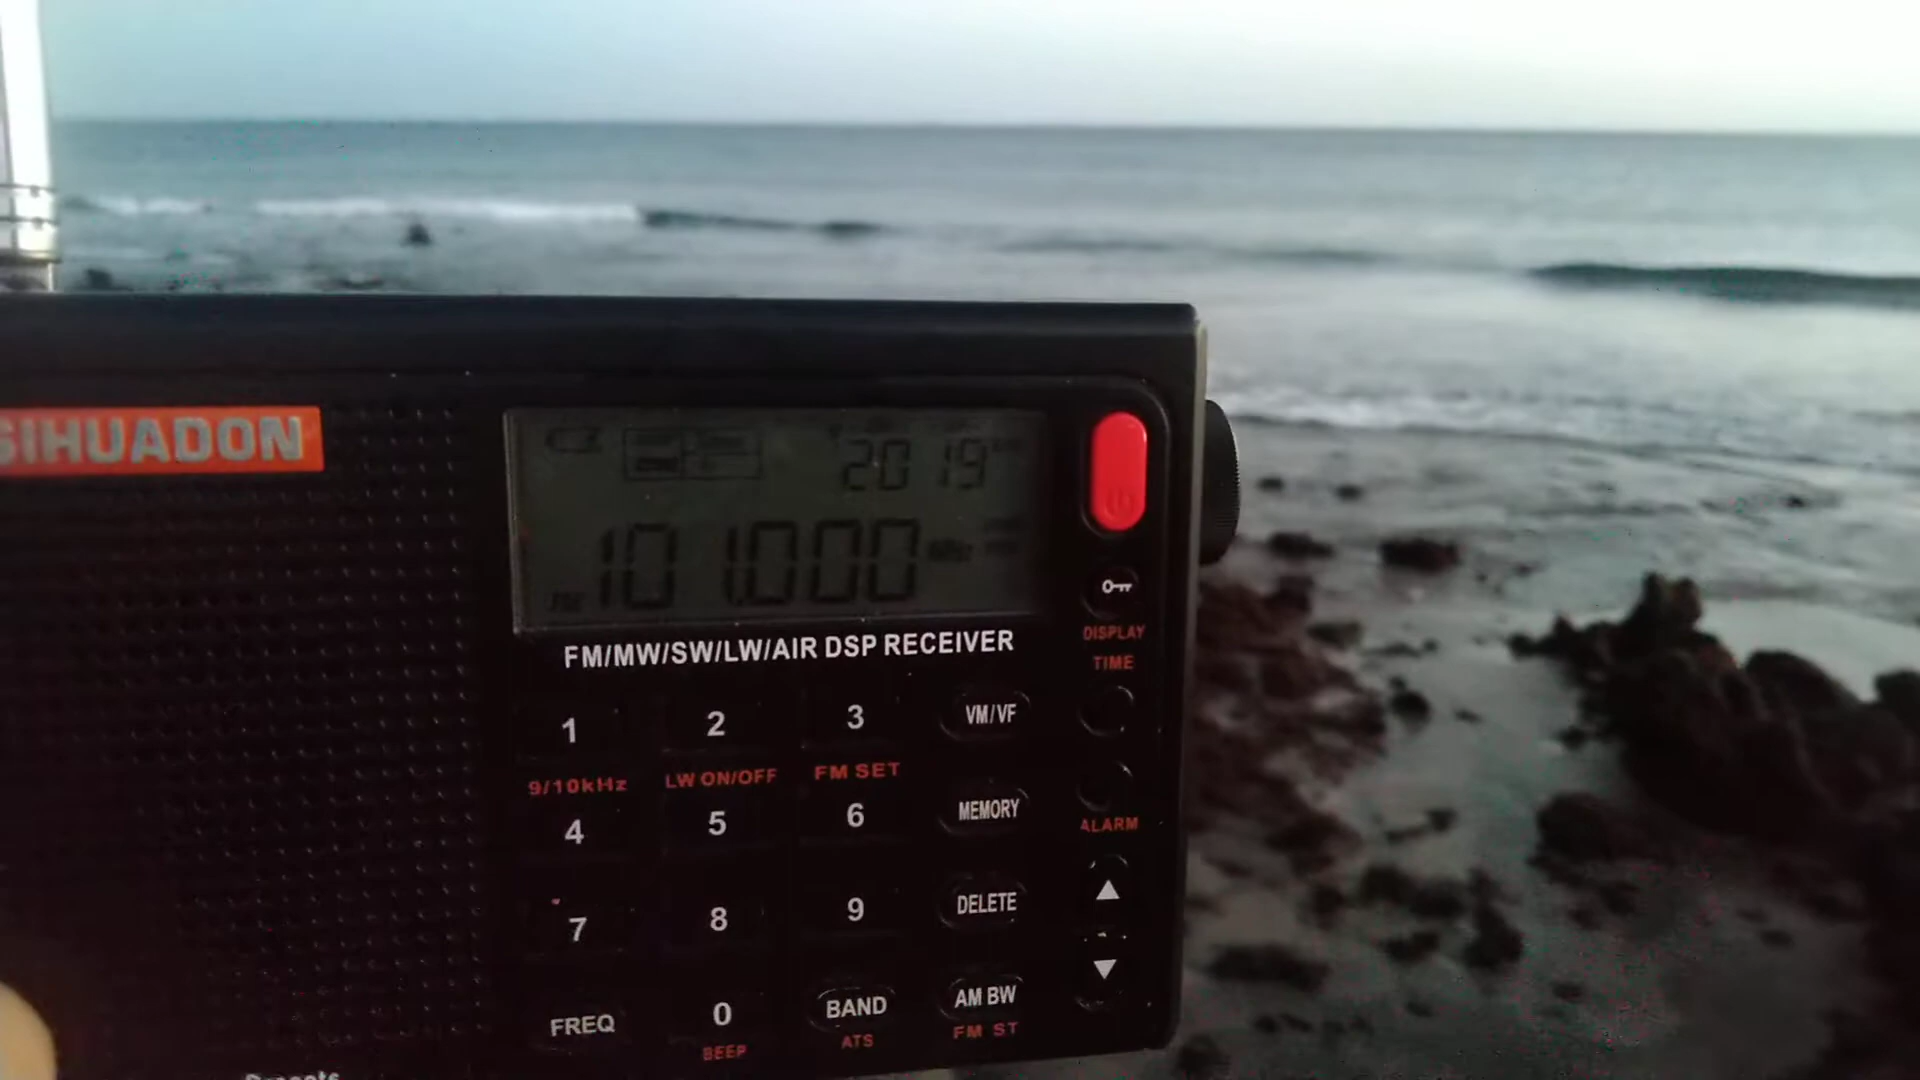 SIHUADON
20 19
101.000 MHz
FM/MW/SW/LW/AIR DSP RECEIVER
DISPLAY
TIME
1 2 3 VM/VF
9/10kHz LW ON/OFF FM SET
4 5 6 MEMORY
ALARM
7 8 9 DELETE
FREQ 0 BAND AM BW
BEEP ATS FM ST
Presets